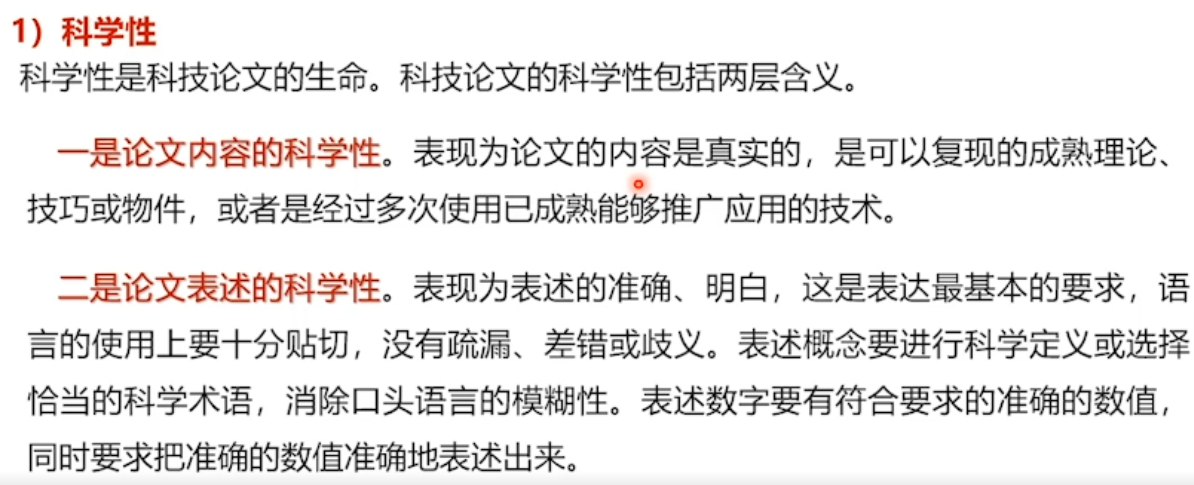 1）科学性
科学性是科技论文的生命。科技论文的科学性包括两层含义。
一是论文内容的科学性。表现为论文的内容是真实的，是可以复现的成熟理论、
技巧或物件，或者是经过多次使用已成熟能够推广应用的技术。
二是论文表述的科学性。表现为表述的准确、明白，这是表达最基本的要求，语
言的使用上要十分贴切，没有疏漏、差错或歧义。表述概念要进行科学定义或选择
恰当的科学术语，消除口头语言的模糊性。表述数字要有符合要求的准确的数值，
同时要求把准确的数值准确地表述出来。